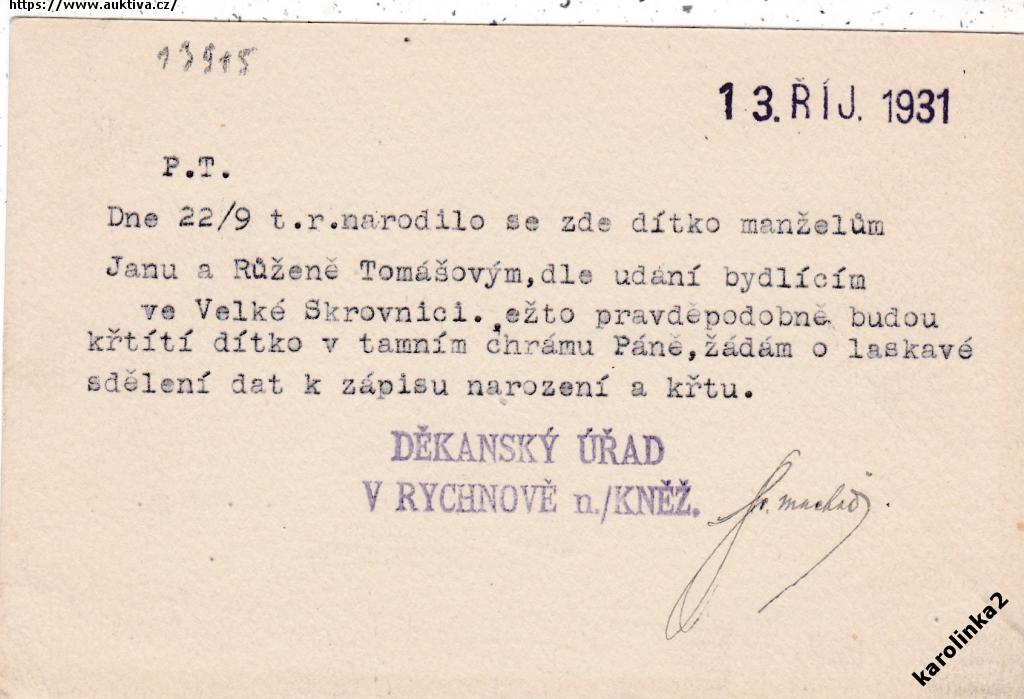 https://www.auktiva.cz/
13915
13. ŘÍJ. 1931
P.T.
Dne 22/9 t.r.narodilo se zde dítko manželům
Janu a Růženě Tomášovým,dle udání bydlícím
ve Velké Skrovnici. ežto pravděpodobně budou
křtítí dítko v tamním chrámu Páně,žádám o laskavé
sdělení dat k zápisu narození a křtu.
DĚKANSKÝ ÚŘAD
V RYCHNOVĚ n./KNĚŽ.
karolinka2